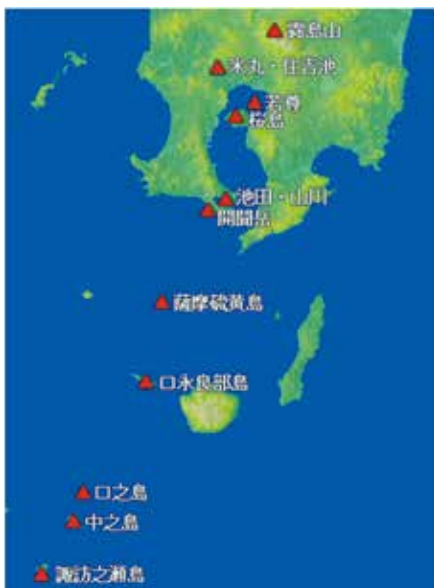 霧島山
米丸・住吉池
若尊
桜島
池田・山川
開聞岳
薩摩硫黄島
口永良部島
口之島
中之島
諏訪之瀬島